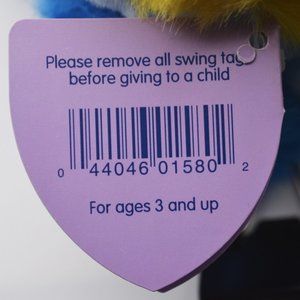 Please remove all swing tags
before giving to a child
0 44046 01580 2
For ages 3 and up